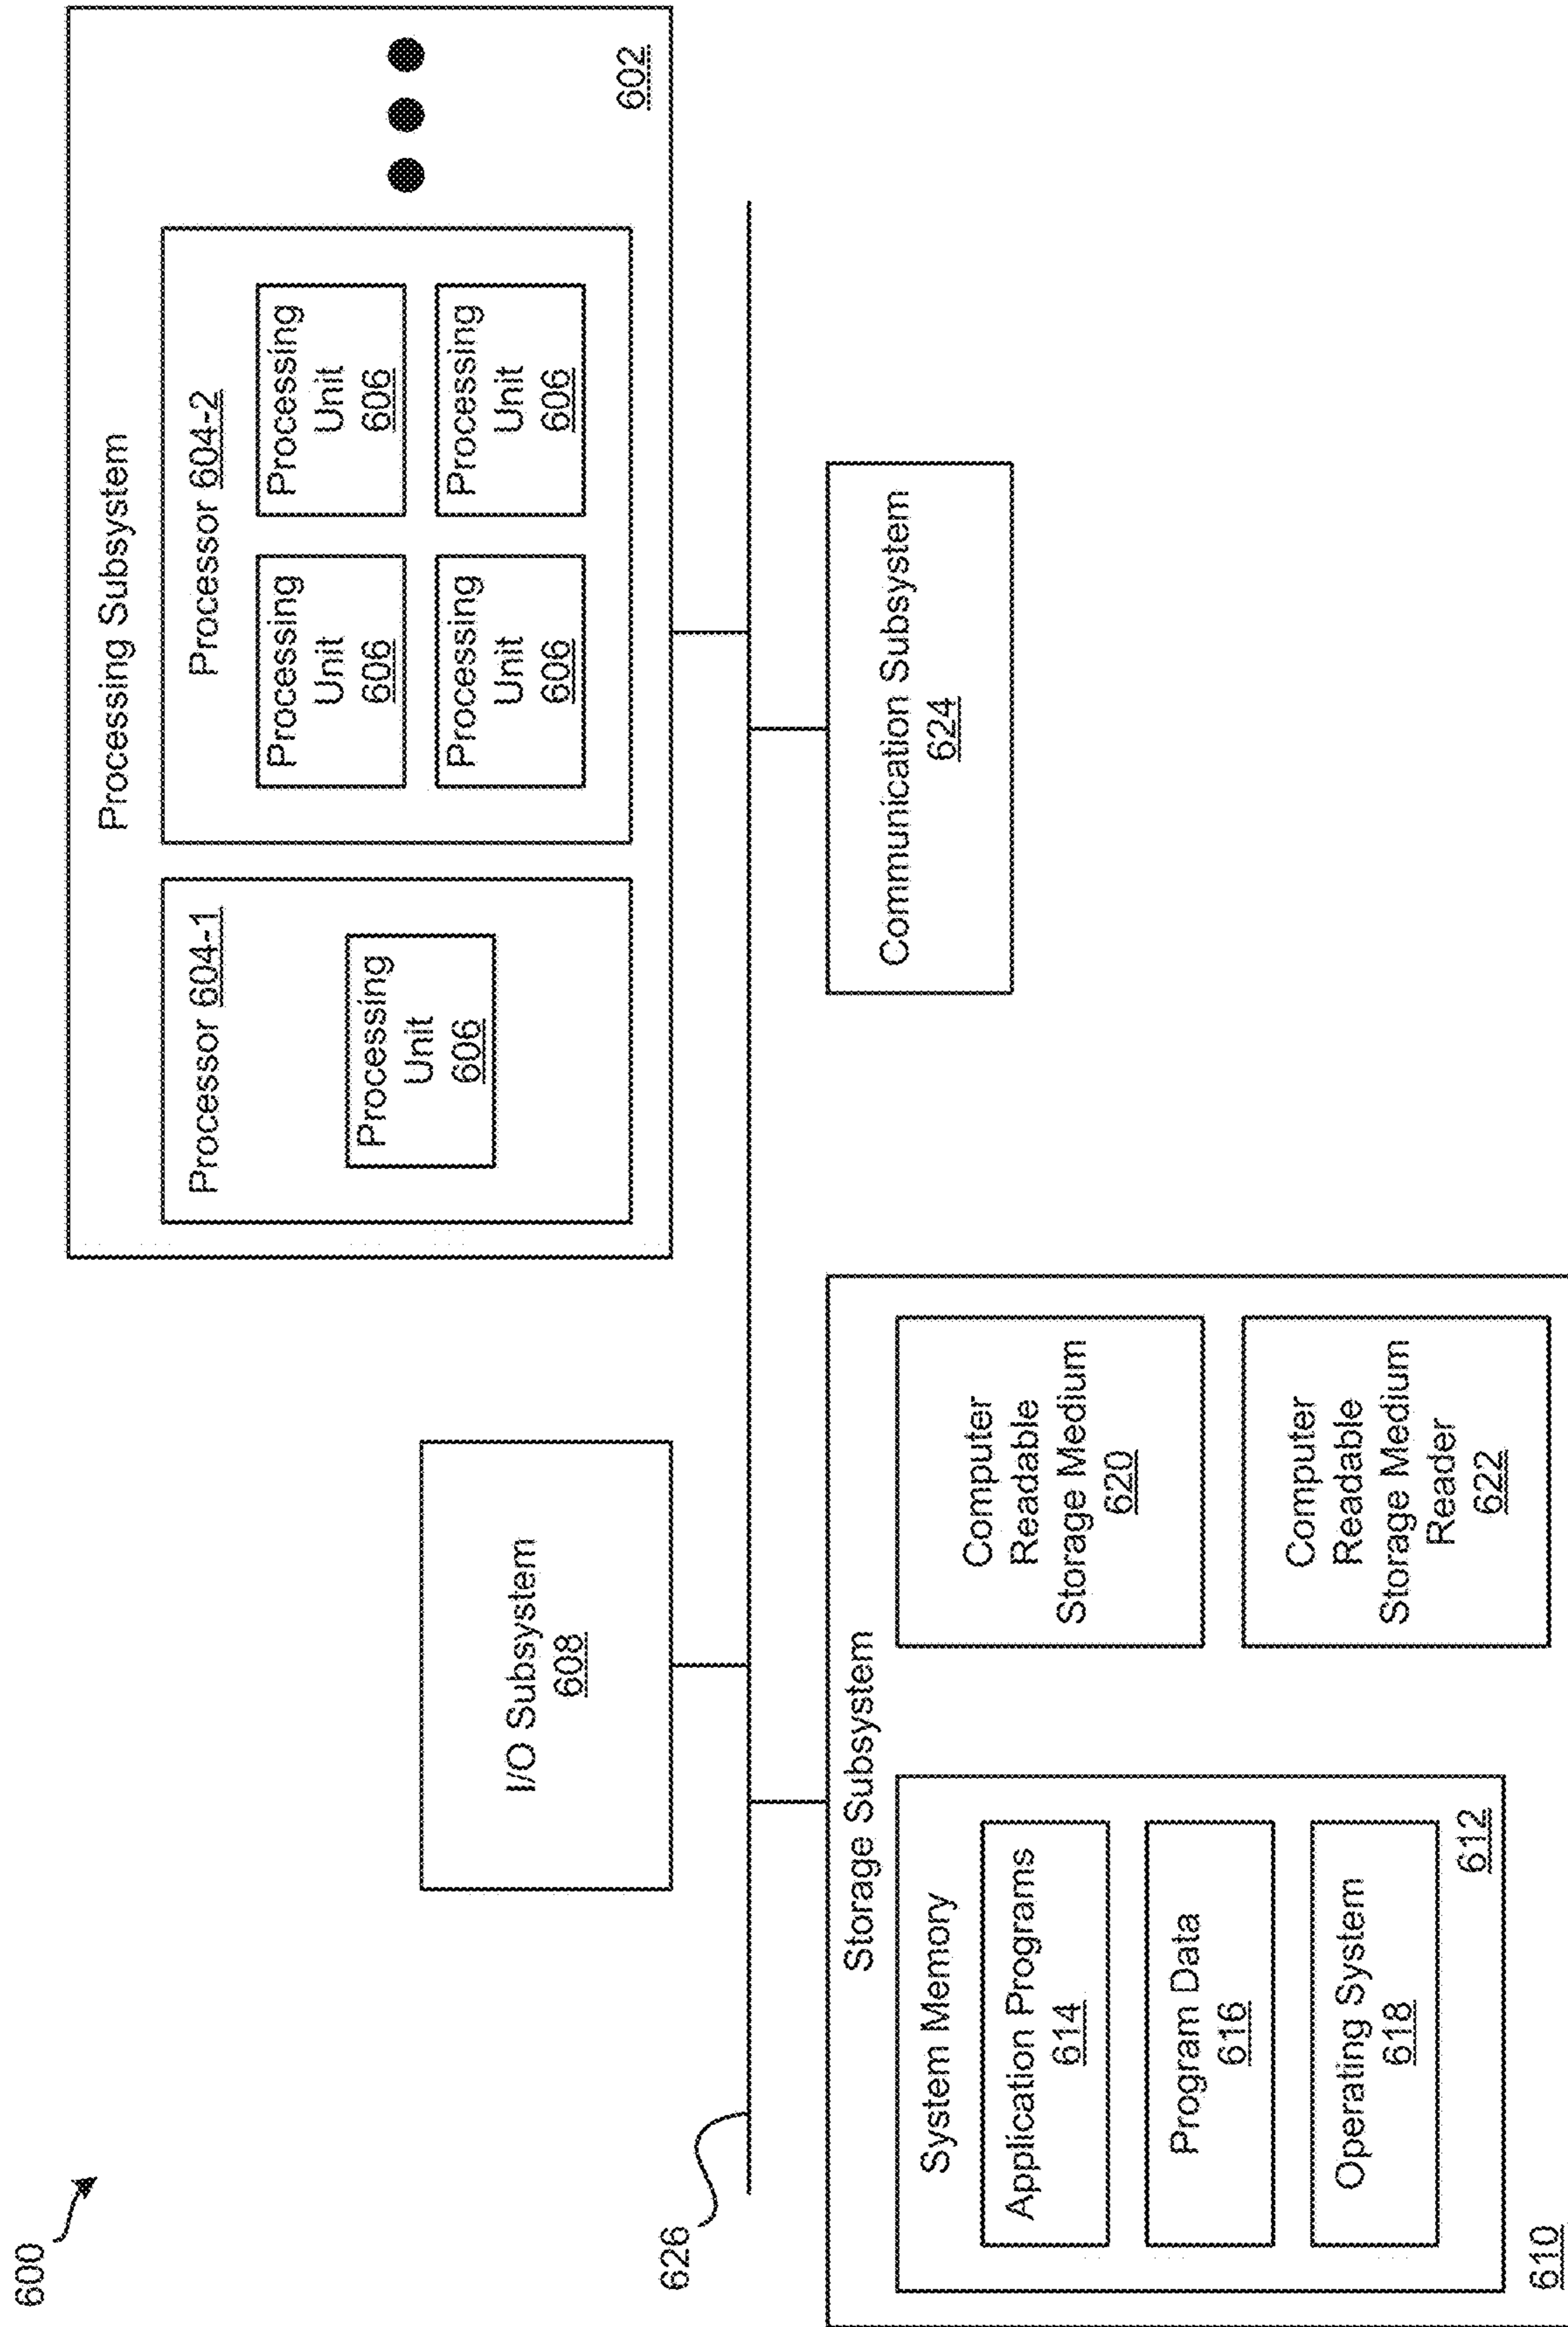 600
Processing Subsystem
Processor 604-1
Processing
Unit
606
Processor 604-2
Processing
Unit
606
Processing
Unit
606
Processing
Unit
606
Processing
Unit
606
602
I/O Subsystem
608
626
Storage Subsystem
System Memory
Application Programs
614
Program Data
616
Operating System
618
612
Computer
Readable
Storage Medium
620
Computer
Readable
Storage Medium
Reader
622
610
Communication Subsystem
624